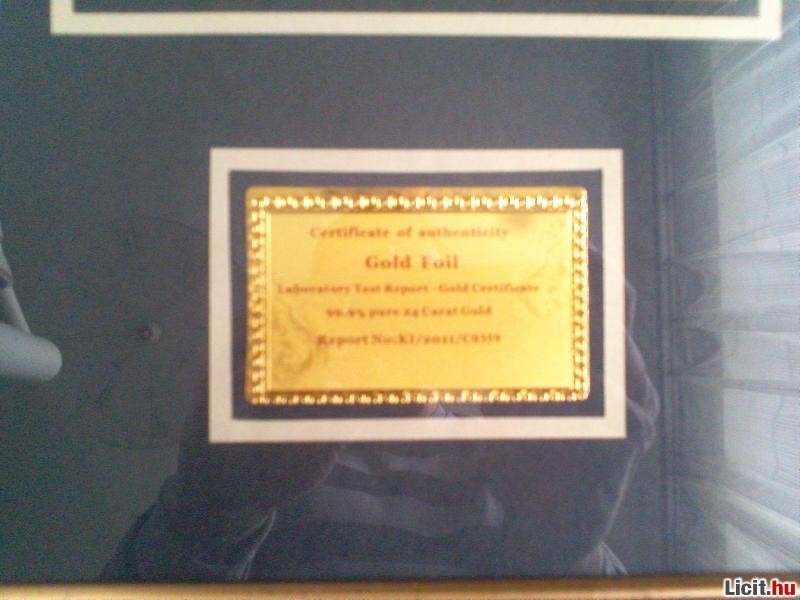 Certificate of authenticity
Gold Foil
Laboratory Test Report - Gold Certificate
99.9% pure 24 Carat Gold
Report No:KI/2011/C8359
Licit.hu